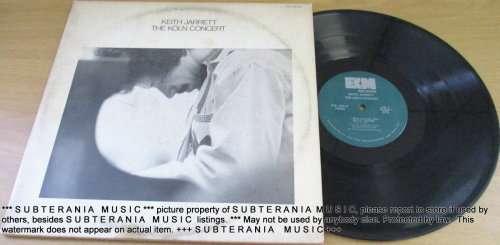 KEITH JARRETT
THE KÖLN CONCERT
*** SUBTERANIA MUSIC *** picture property of SUBTERANIA MUSIC, please report to store if used by
others, besides SUBTERANIA MUSIC listings. *** May not be used by anybody else. Protected by law. This
watermark does not appear on actual item. +++ SUBTERANIA MUSIC +++